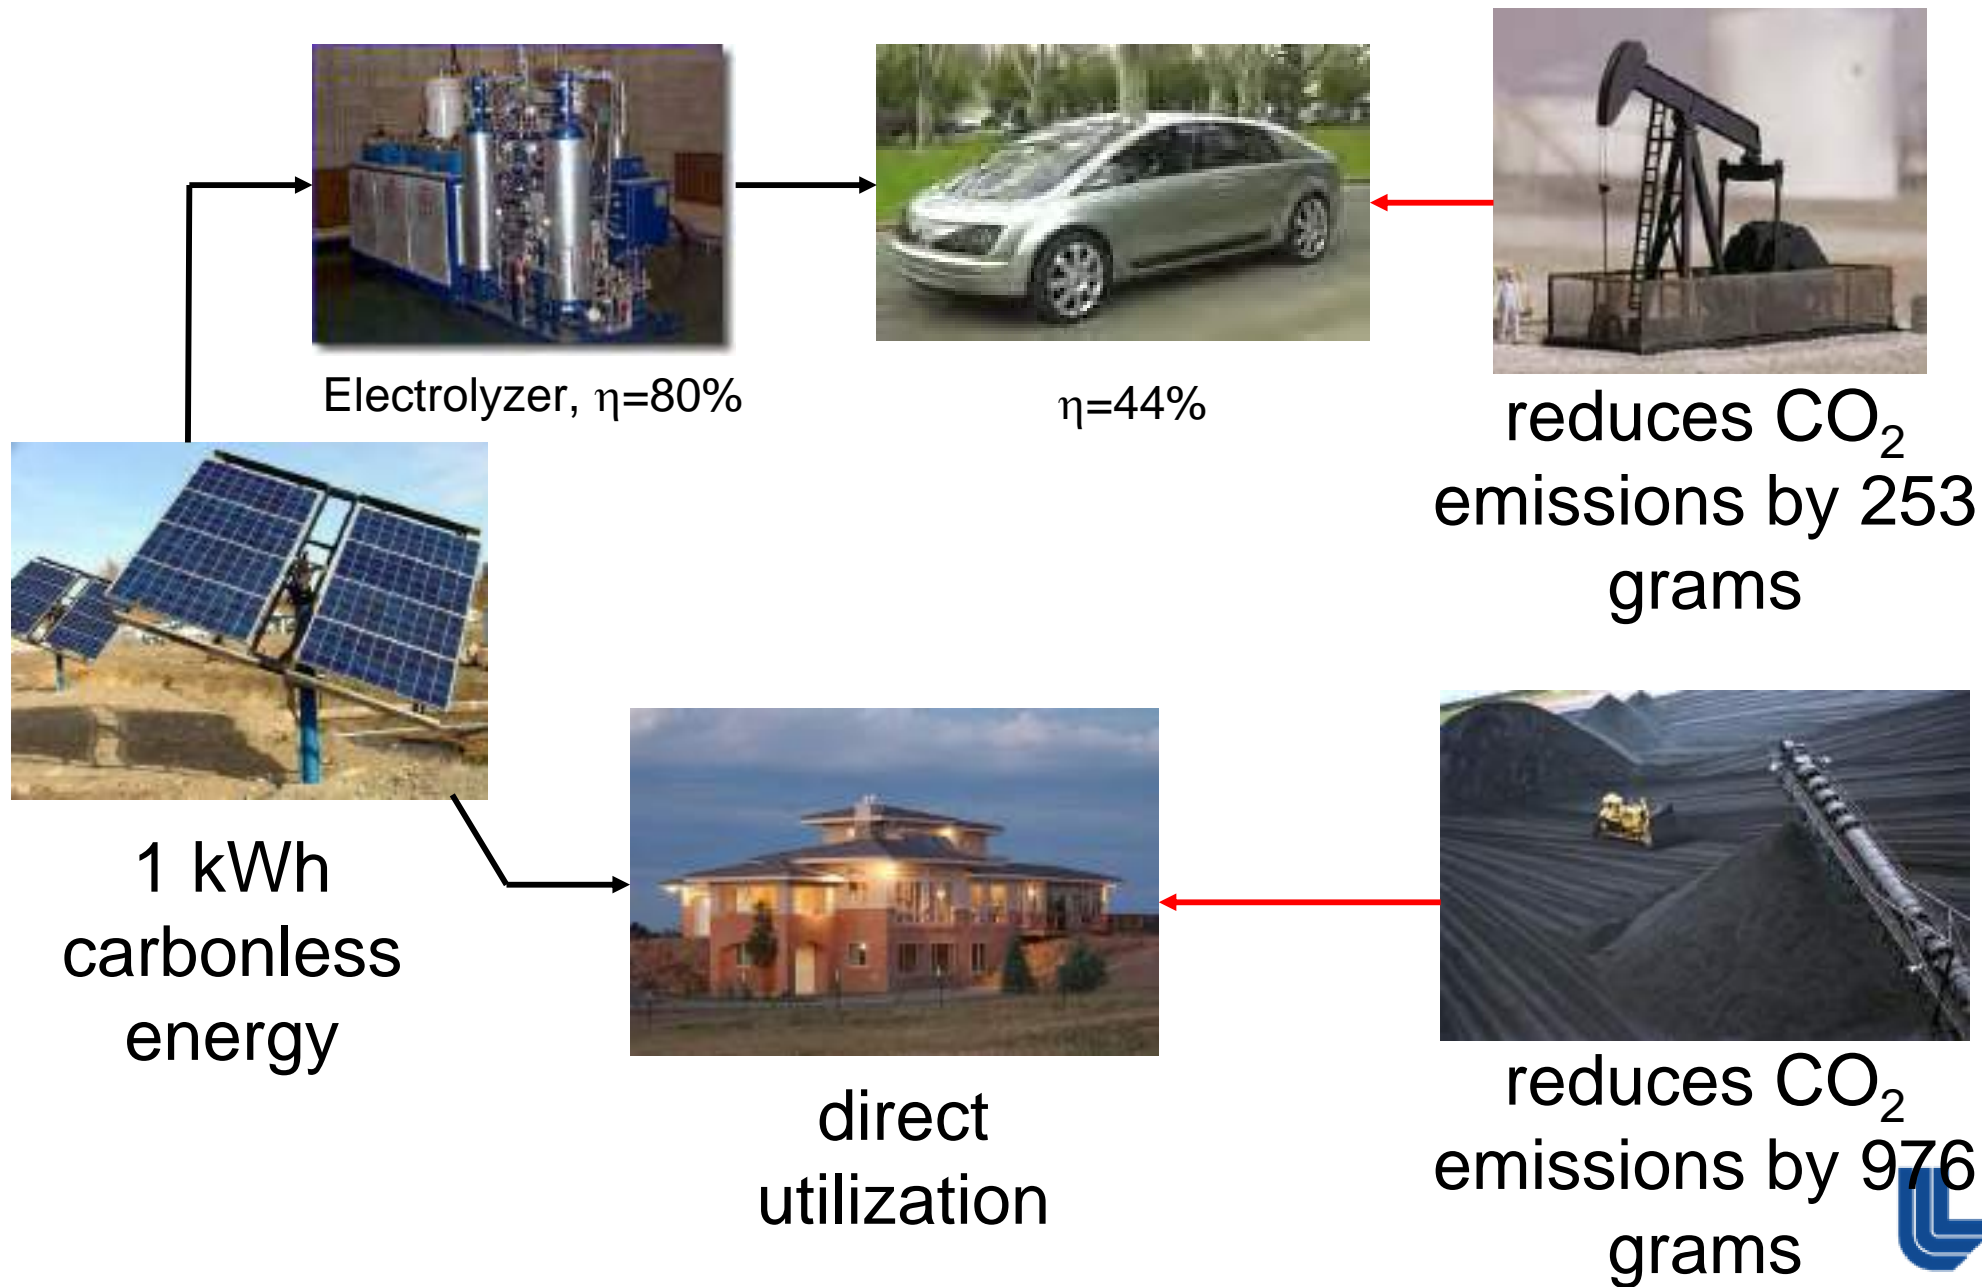 Electrolyzer, η=80%
η=44%
reduces CO₂
emissions by 253
grams
1 kWh
carbonless
energy
direct
utilization
reduces CO₂
emissions by 976
grams